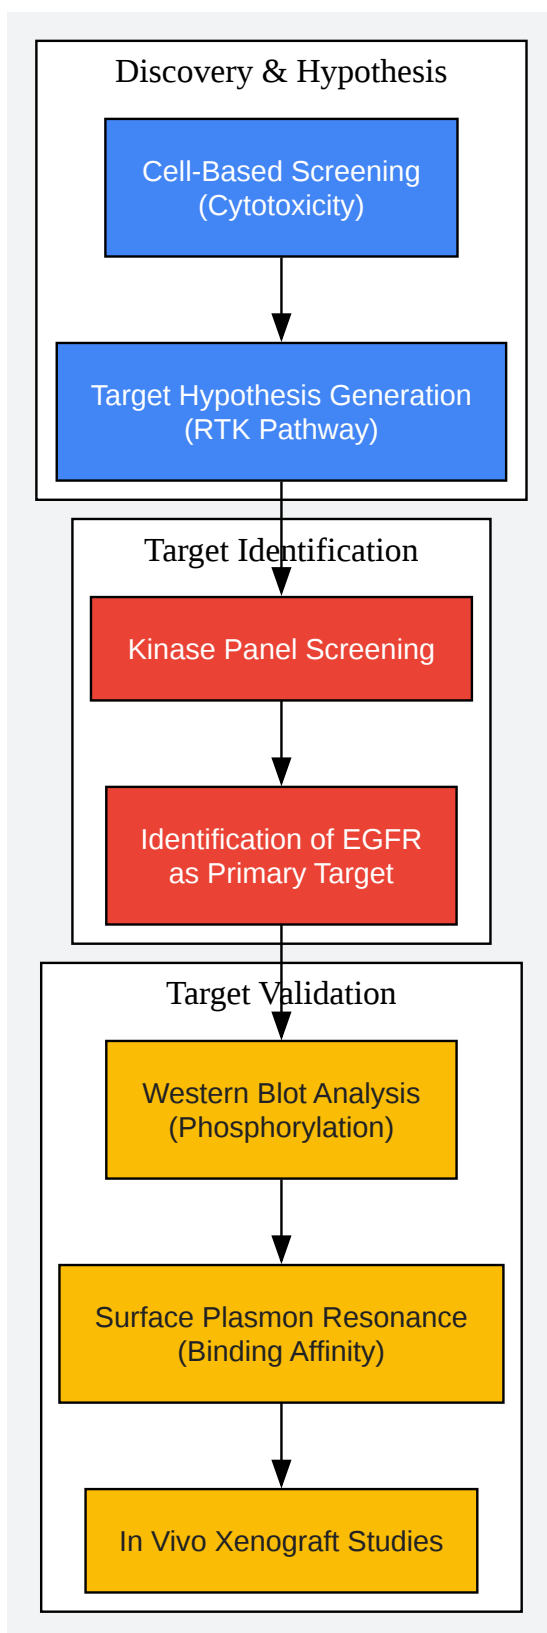 Discovery & Hypothesis
Cell-Based Screening
(Cytotoxicity)
Target Hypothesis Generation
(RTK Pathway)
Target Identification
Kinase Panel Screening
Identification of EGFR
as Primary Target
Target Validation
Western Blot Analysis
(Phosphorylation)
Surface Plasmon Resonance
(Binding Affinity)
In Vivo Xenograft Studies